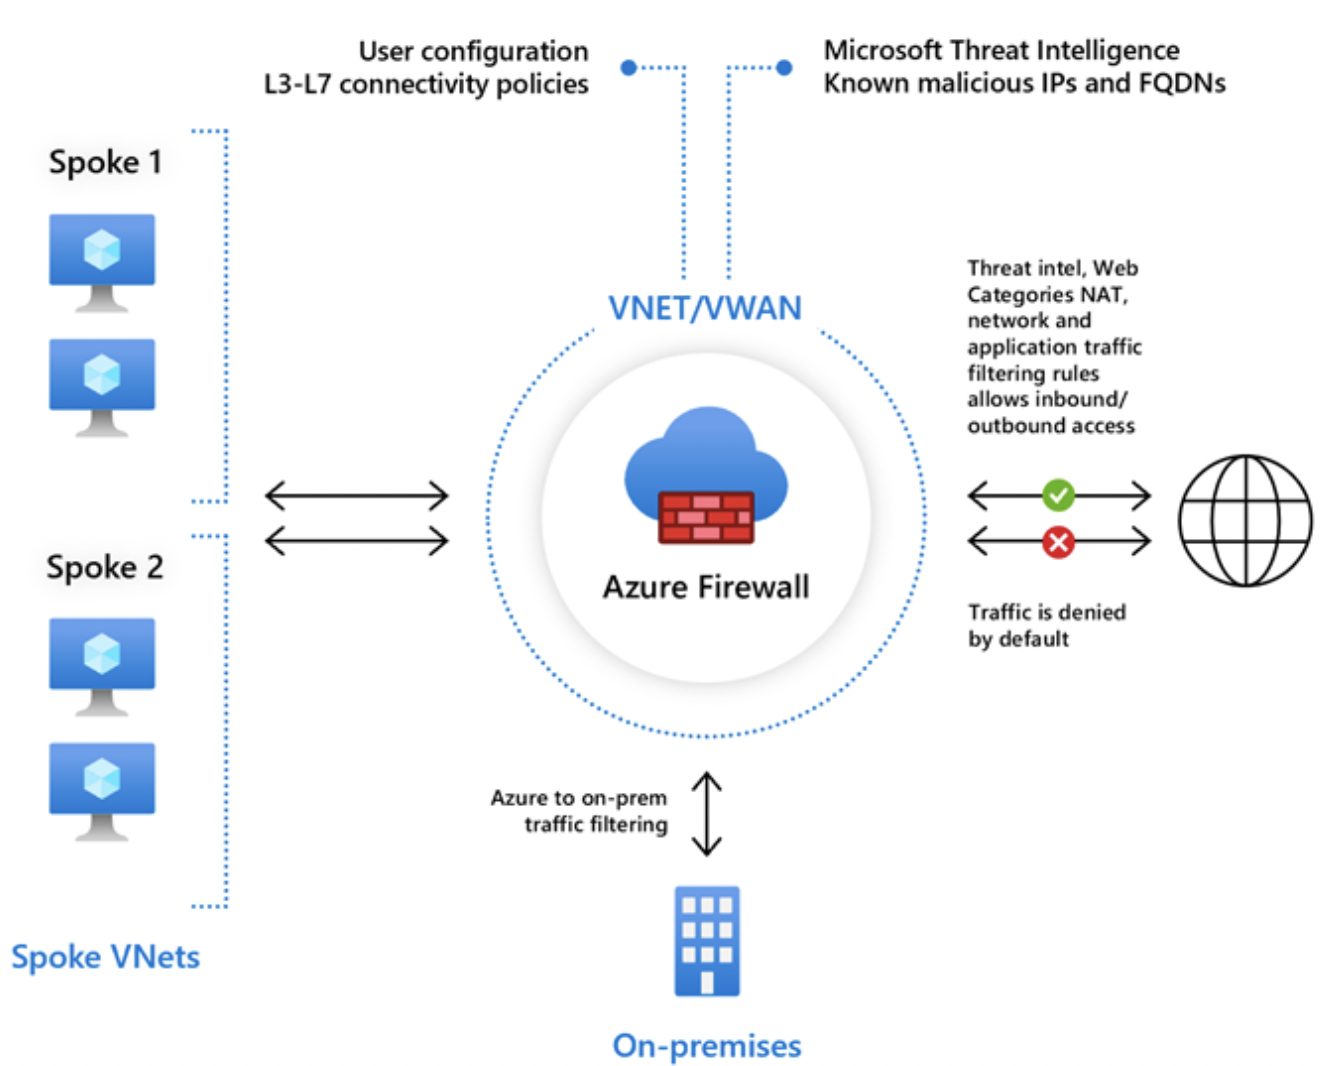 User configuration
L3-L7 connectivity policies
Microsoft Threat Intelligence
Known malicious IPs and FQDNs
Spoke 1
VNET/VWAN
Threat intel, Web
Categories NAT,
network and
application traffic
filtering rules
allows inbound/
outbound access
Azure Firewall
Spoke 2
Traffic is denied
by default
Azure to on-prem
traffic filtering
Spoke VNets
On-premises